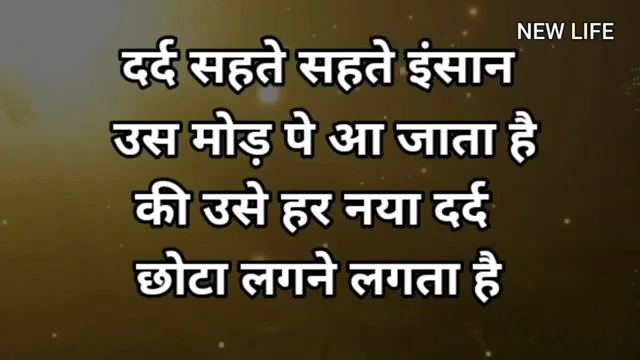 NEW LIFE
दर्द सहते सहते इंसान
उस मोड़ पे आ जाता है
की उसे हर नया दर्द
छोटा लगने लगता है